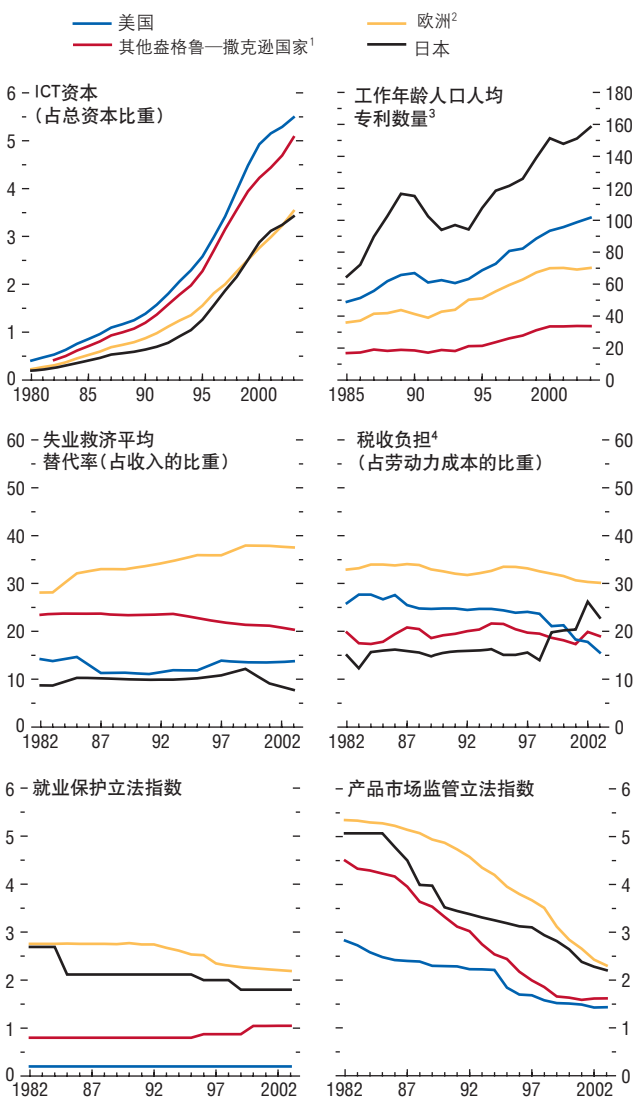 美国
欧洲2
其他盎格鲁—撒克逊国家1
日本
ICT资本
(占总资本比重)
6
5
4
3
2
1
0
1980 85 90 95 2000
工作年龄人口人均
专利数量3
180
160
140
120
100
80
60
40
20
0
1985 90 95 2000
失业救济平均
替代率(占收入的比重)
60
50
40
30
20
10
0
1982 87 92 97 2002
税收负担4
(占劳动力成本的比重)
60
50
40
30
20
10
0
1982 87 92 97 2002
就业保护立法指数
6
5
4
3
2
1
0
1982 87 92 97 2002
产品市场监管立法指数
6
5
4
3
2
1
0
1982 87 92 97 2002